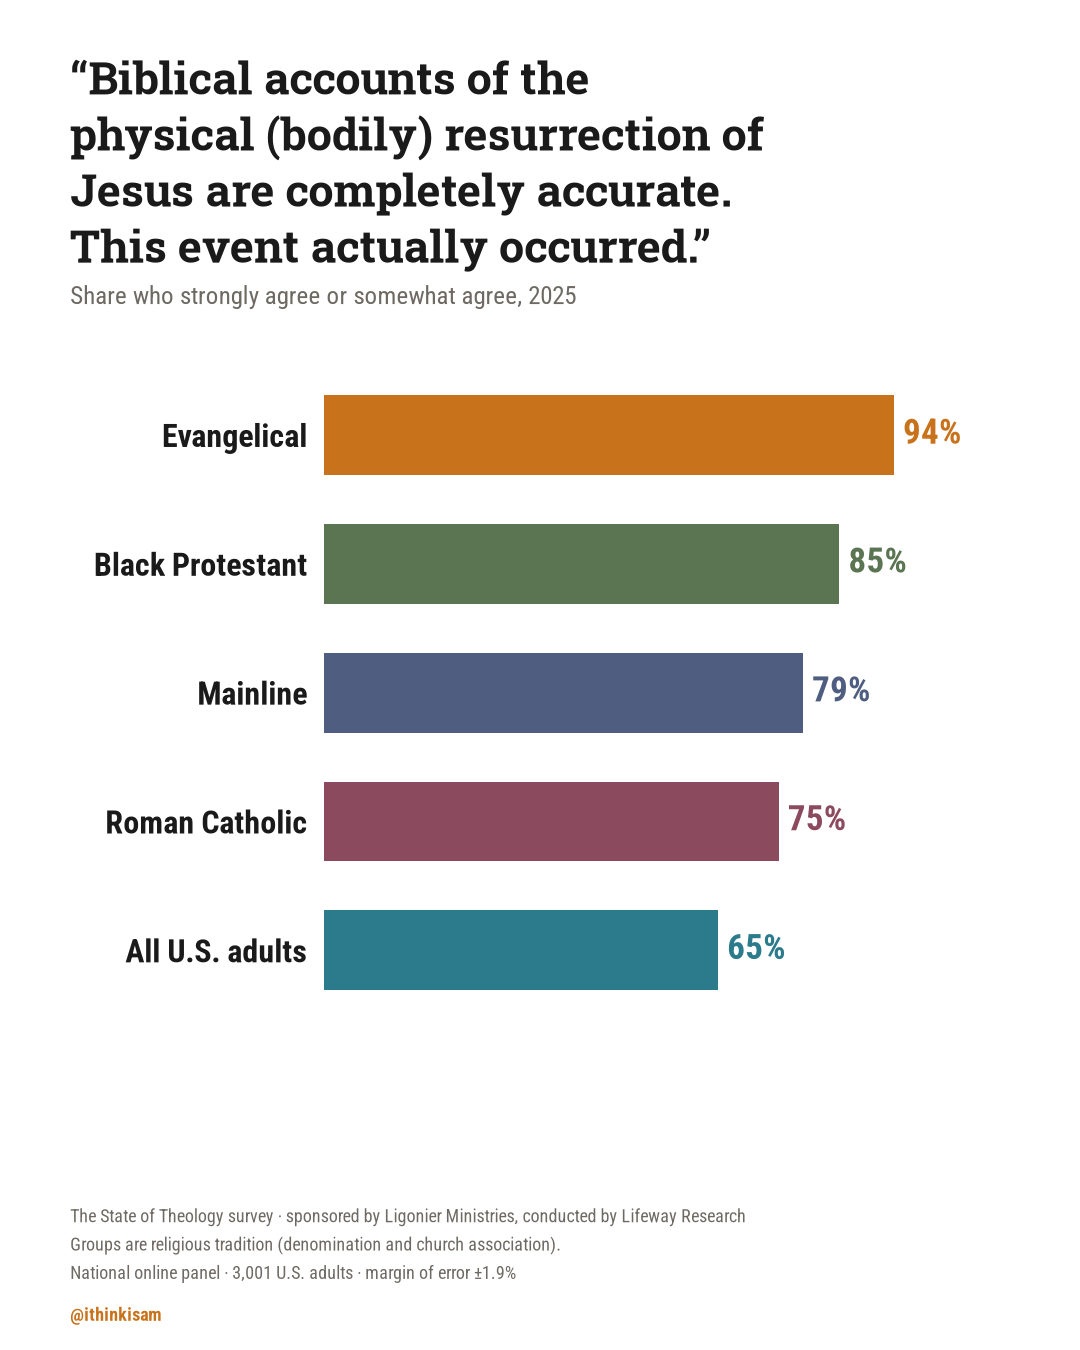 “Biblical accounts of the
physical (bodily) resurrection of
Jesus are completely accurate.
This event actually occurred.”
Share who strongly agree or somewhat agree, 2025
Evangelical 94%
Black Protestant 85%
Mainline 79%
Roman Catholic 75%
All U.S. adults 65%
The State of Theology survey · sponsored by Ligonier Ministries, conducted by Lifeway Research
Groups are religious tradition (denomination and church association).
National online panel · 3,001 U.S. adults · margin of error ±1.9%
@ithinkisam